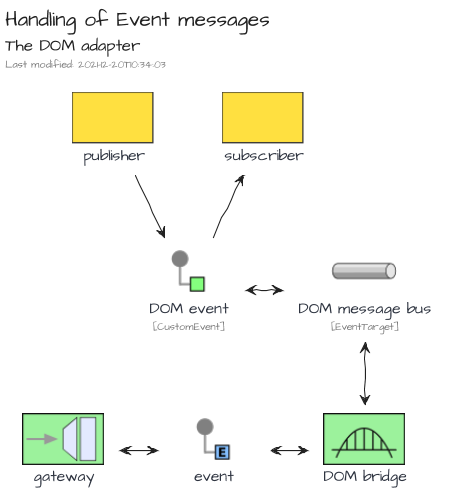 Handling of Event messages
The DOM adapter
Last modified: 2021-12-20T10:34:03
publisher
subscriber
DOM event
[CustomEvent]
DOM message bus
[EventTarget]
E
gateway
event
DOM bridge